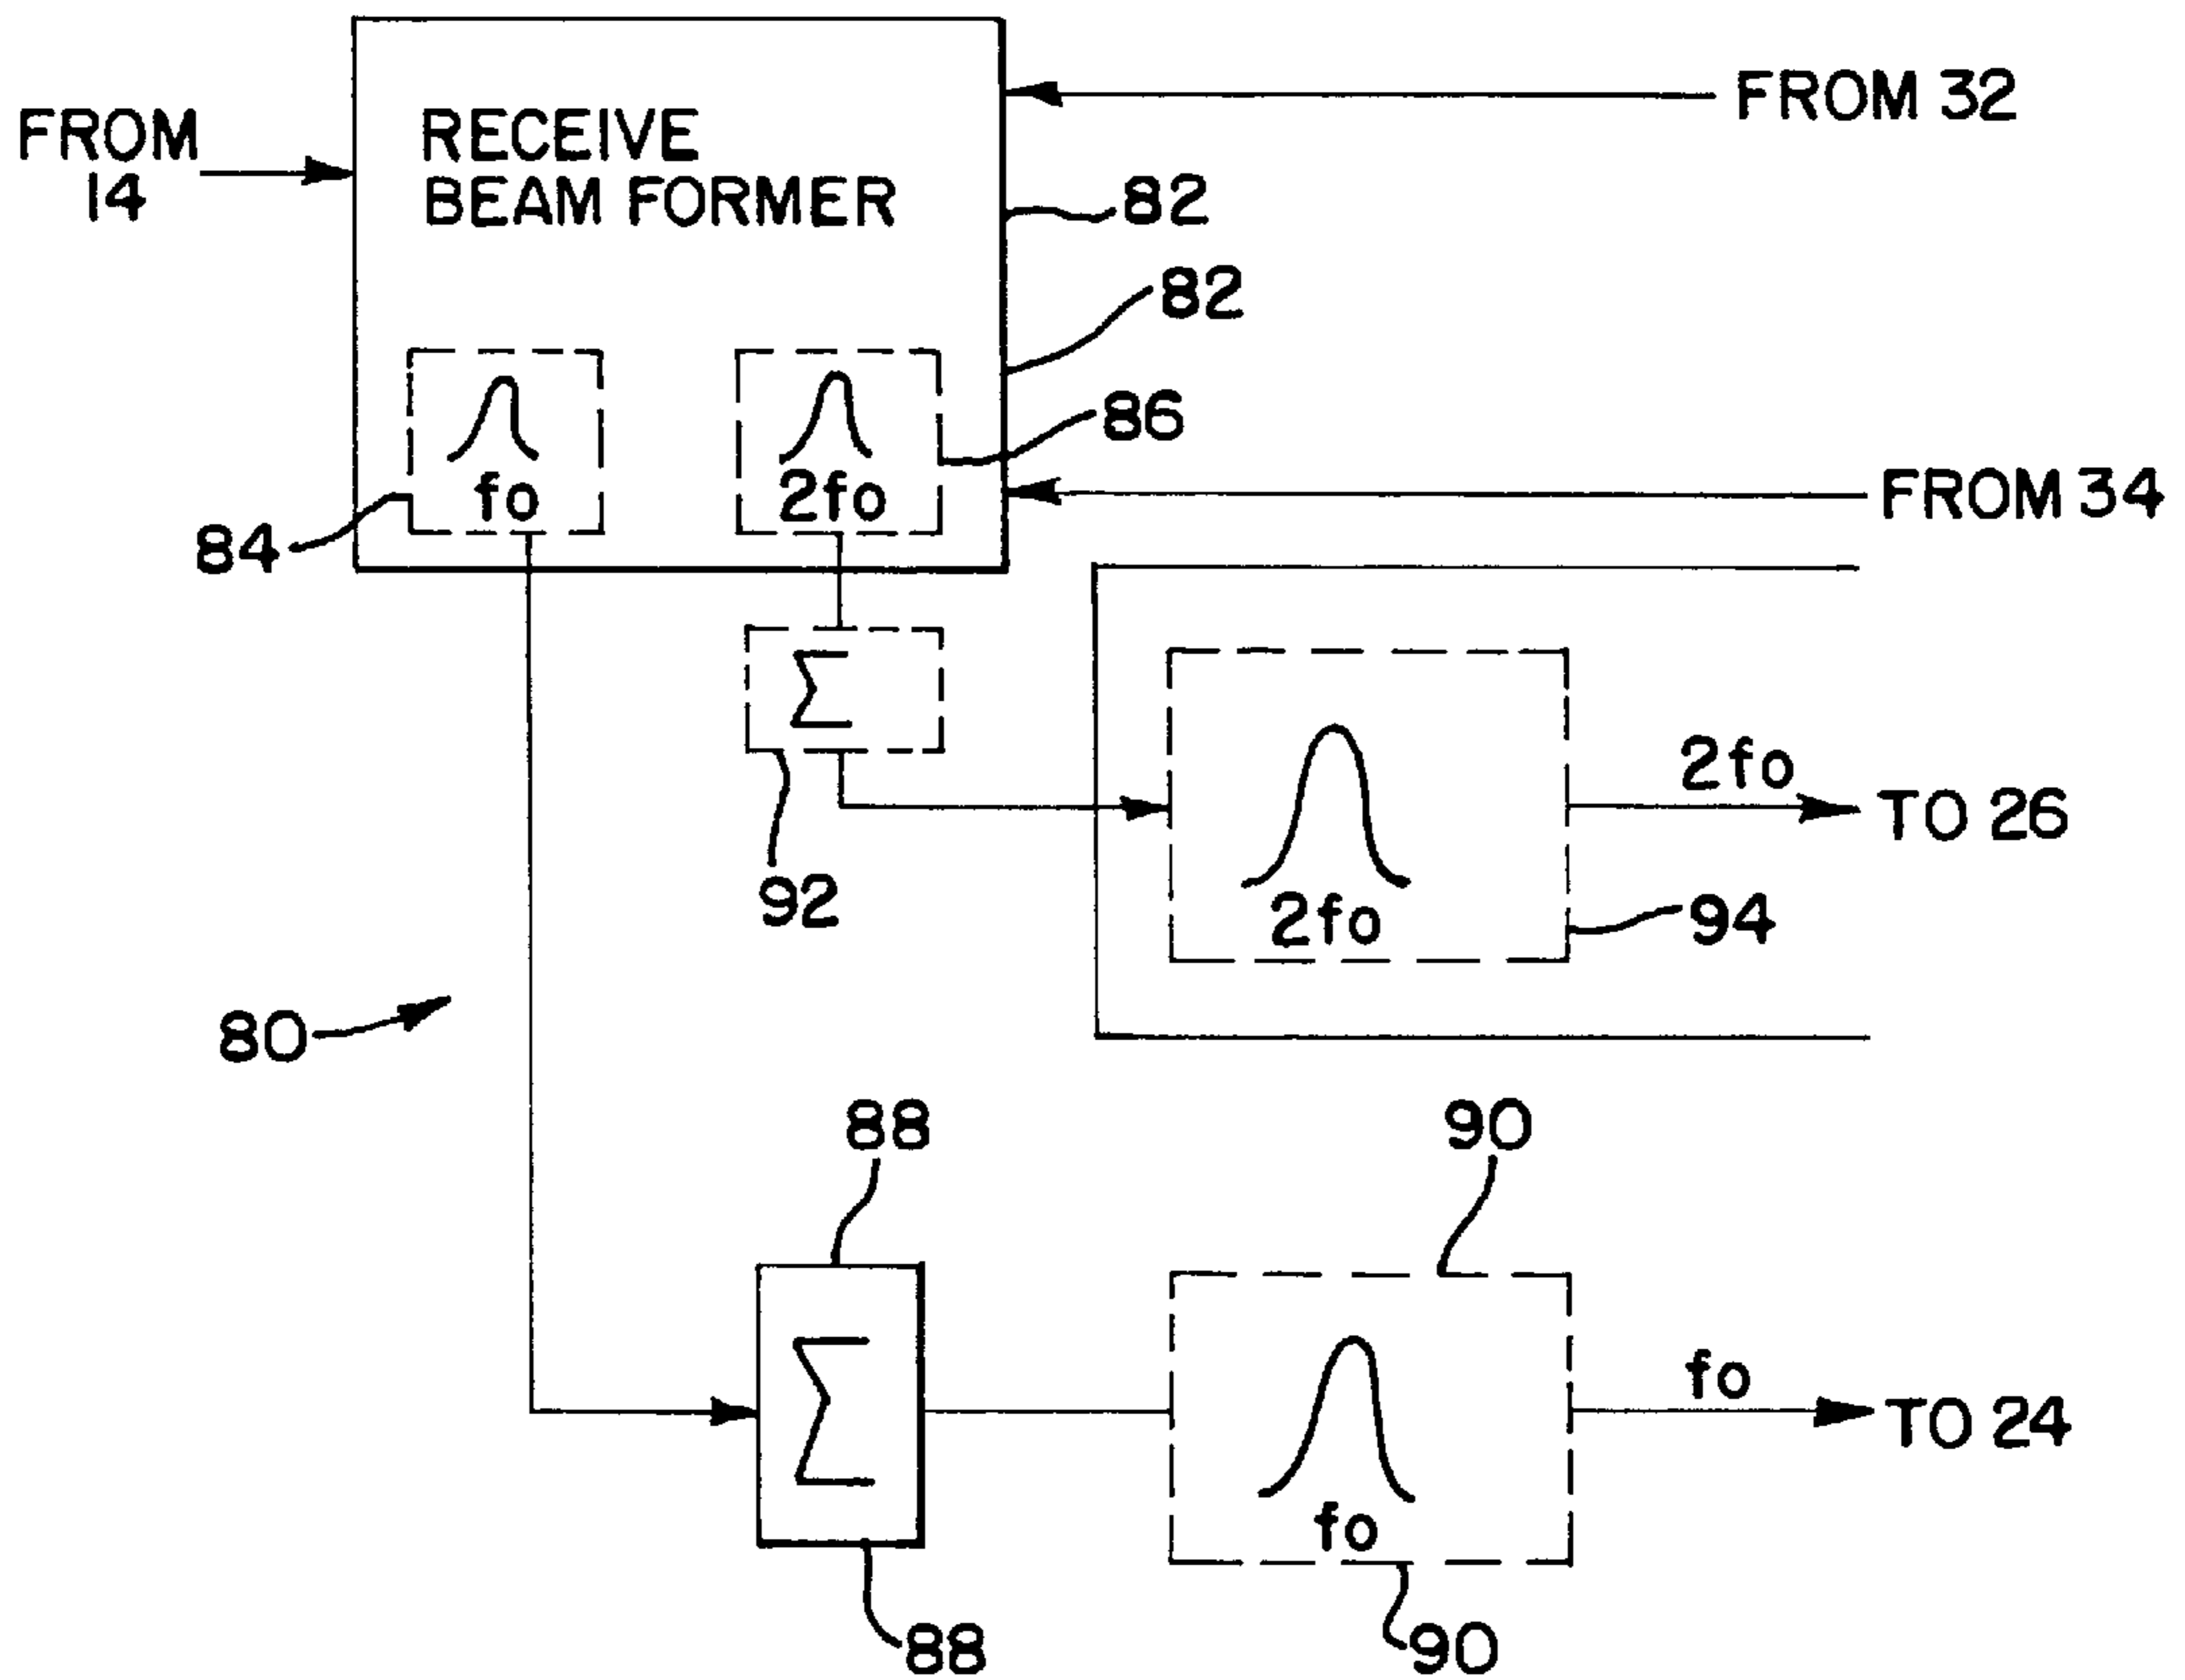 FROM 32
FROM
14
RECEIVE
BEAM FORMER
82
82
86
fo
2fo
FROM 34
84
Σ
2fo
TO 26
92
2fo
94
80
88
90
Σ
fo
TO 24
fo
88
90